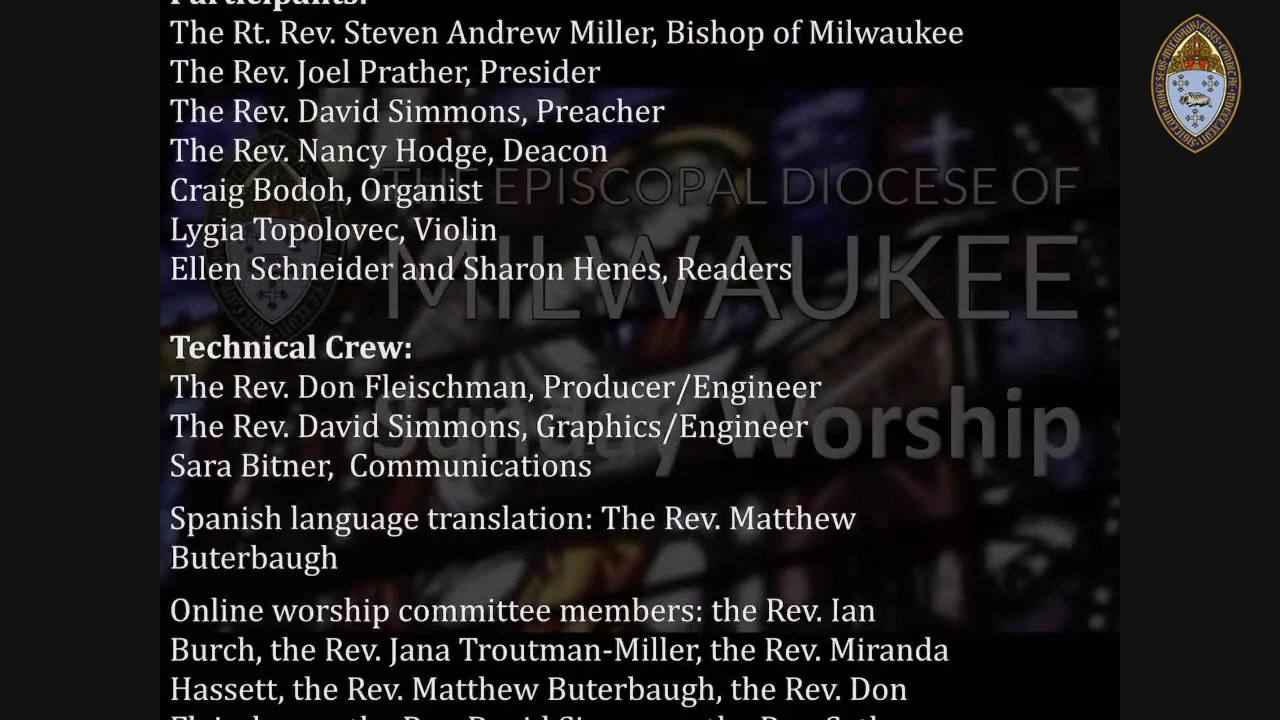 Participants:
The Rt. Rev. Steven Andrew Miller, Bishop of Milwaukee
The Rev. Joel Prather, Presider
The Rev. David Simmons, Preacher
The Rev. Nancy Hodge, Deacon
Craig Bodoh, Organist
Lygia Topolovec, Violin
Ellen Schneider and Sharon Henes, Readers
Technical Crew:
The Rev. Don Fleischman, Producer/Engineer
The Rev. David Simmons, Graphics/Engineer
Sara Bitner,  Communications
Spanish language translation: The Rev. Matthew
Buterbaugh
Online worship committee members: the Rev. Ian
Burch, the Rev. Jana Troutman-Miller, the Rev. Miranda
Hassett, the Rev. Matthew Buterbaugh, the Rev. Don
THE EPISCOPAL DIOCESE OF
MILWAUKEE
Sunday Worship